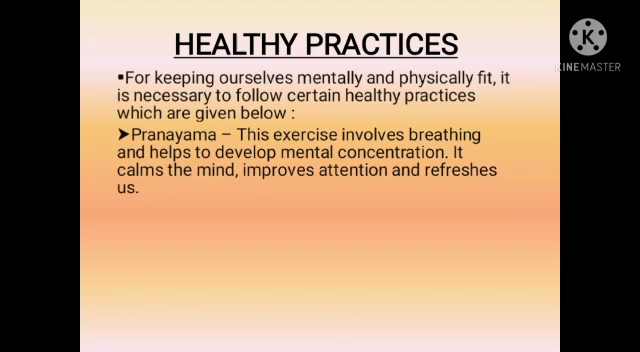 HEALTHY PRACTICES
K
KINEMASTER
▪For keeping ourselves mentally and physically fit, it
is necessary to follow certain healthy practices
which are given below :
➤Pranayama – This exercise involves breathing
and helps to develop mental concentration. It
calms the mind, improves attention and refreshes
us.